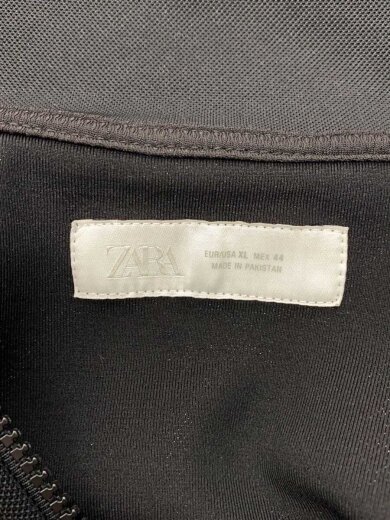 ZARA
EUR/USA XL MEX 44
MADE IN PAKISTAN